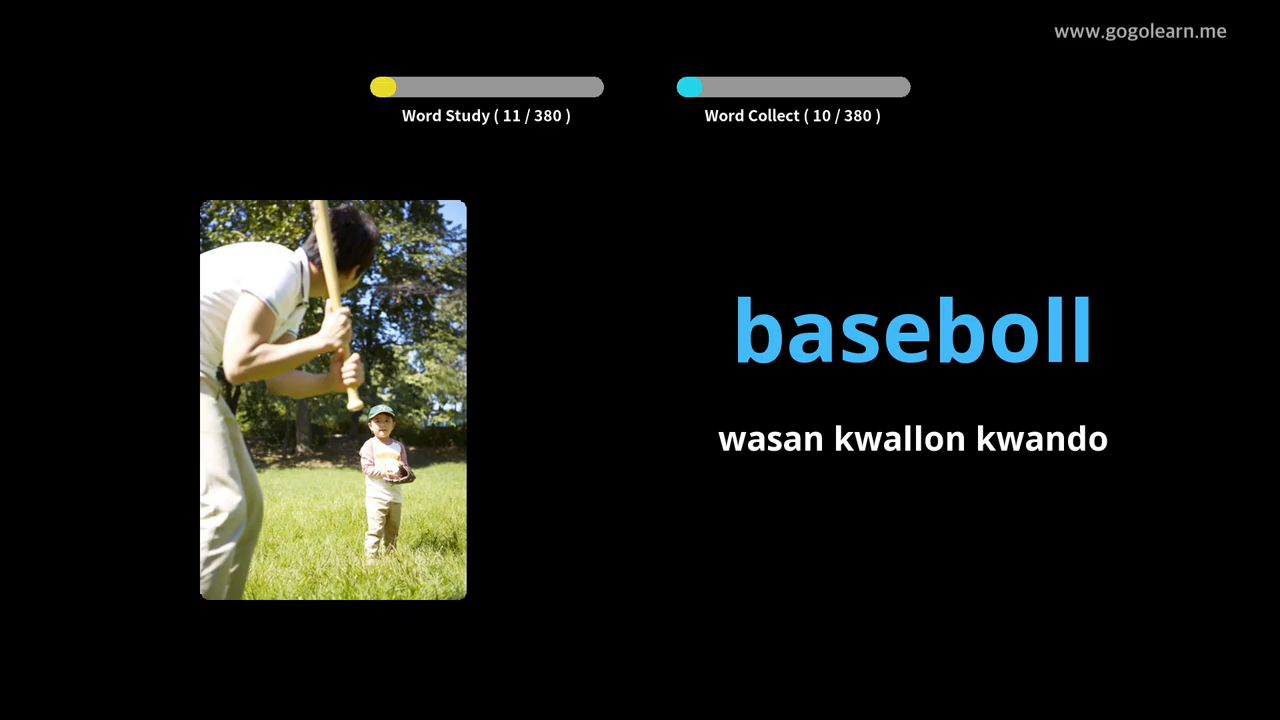 www.gogolearn.me
Word Study ( 11 / 380 )
Word Collect ( 10 / 380 )
baseboll
wasan kwallon kwando